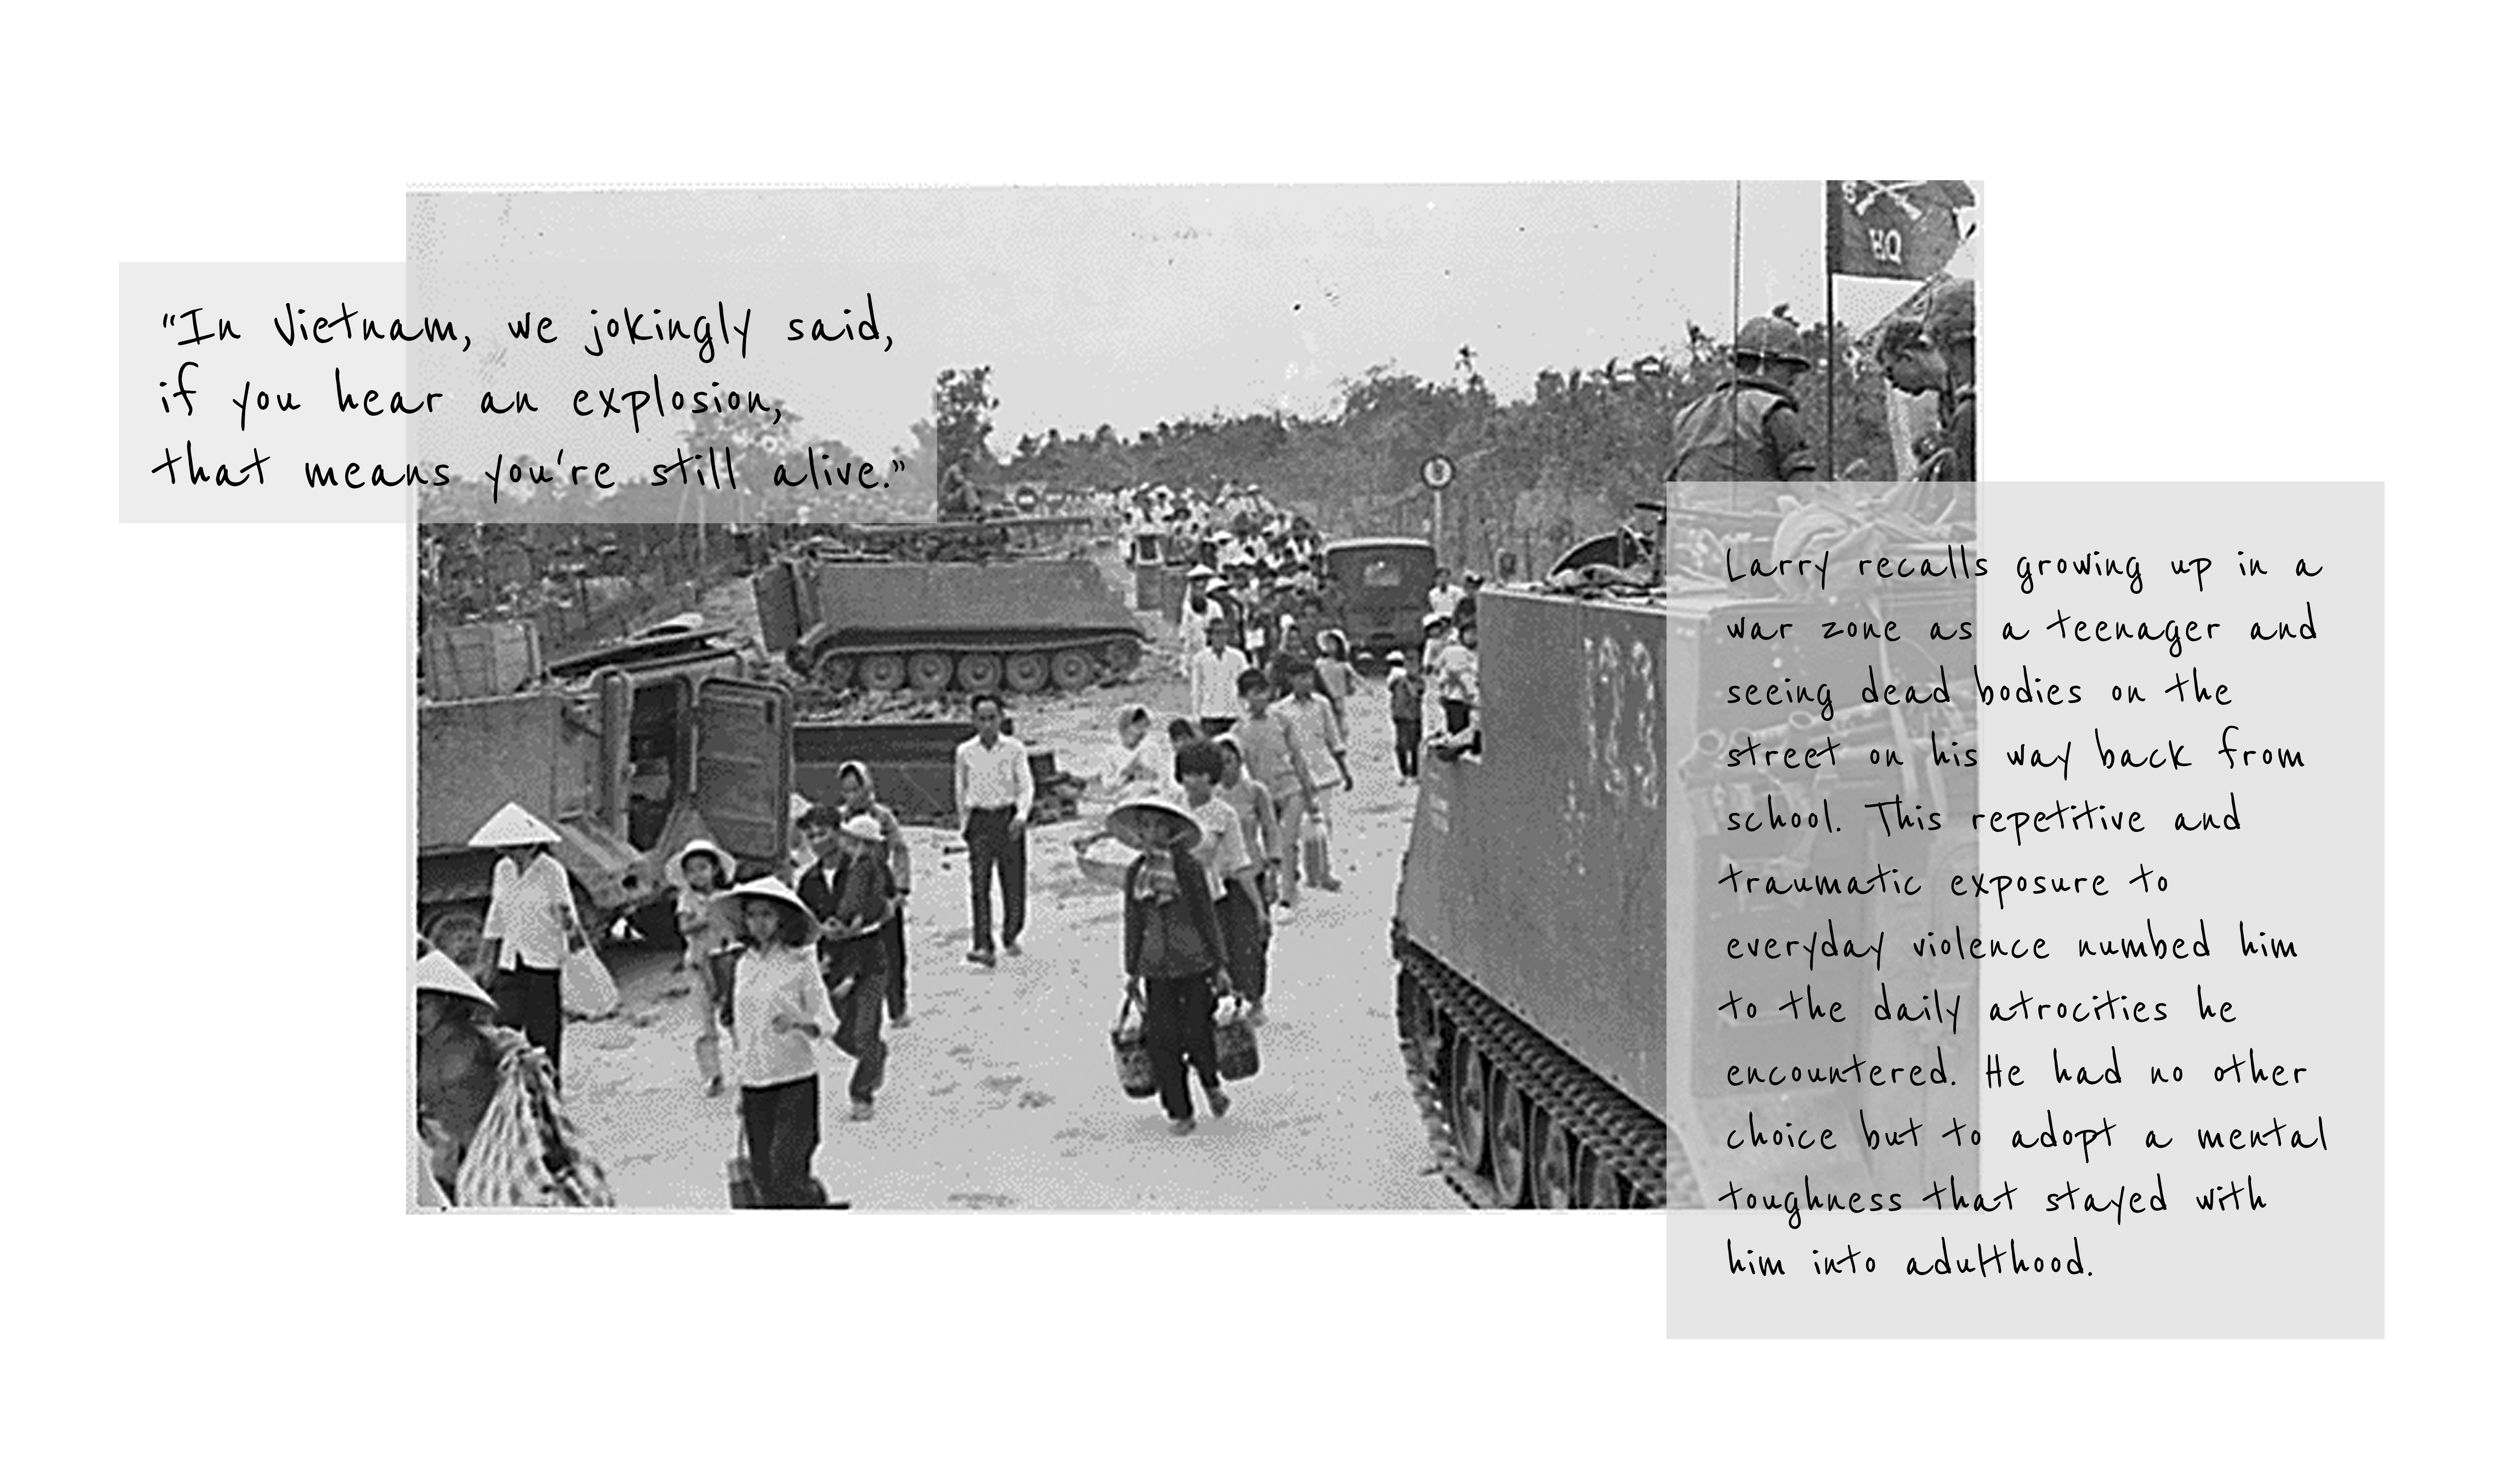 "In Vietnam, we jokingly said,
if you hear an explosion,
that means you're still alive."
8
HQ
Larry recalls growing up in a
war zone as a teenager and
seeing dead bodies on the
street on his way back from
school. This repetitive and
traumatic exposure to
everyday violence numbed him
to the daily atrocities he
encountered. He had no other
choice but to adopt a mental
toughness that stayed with
him into adulthood.